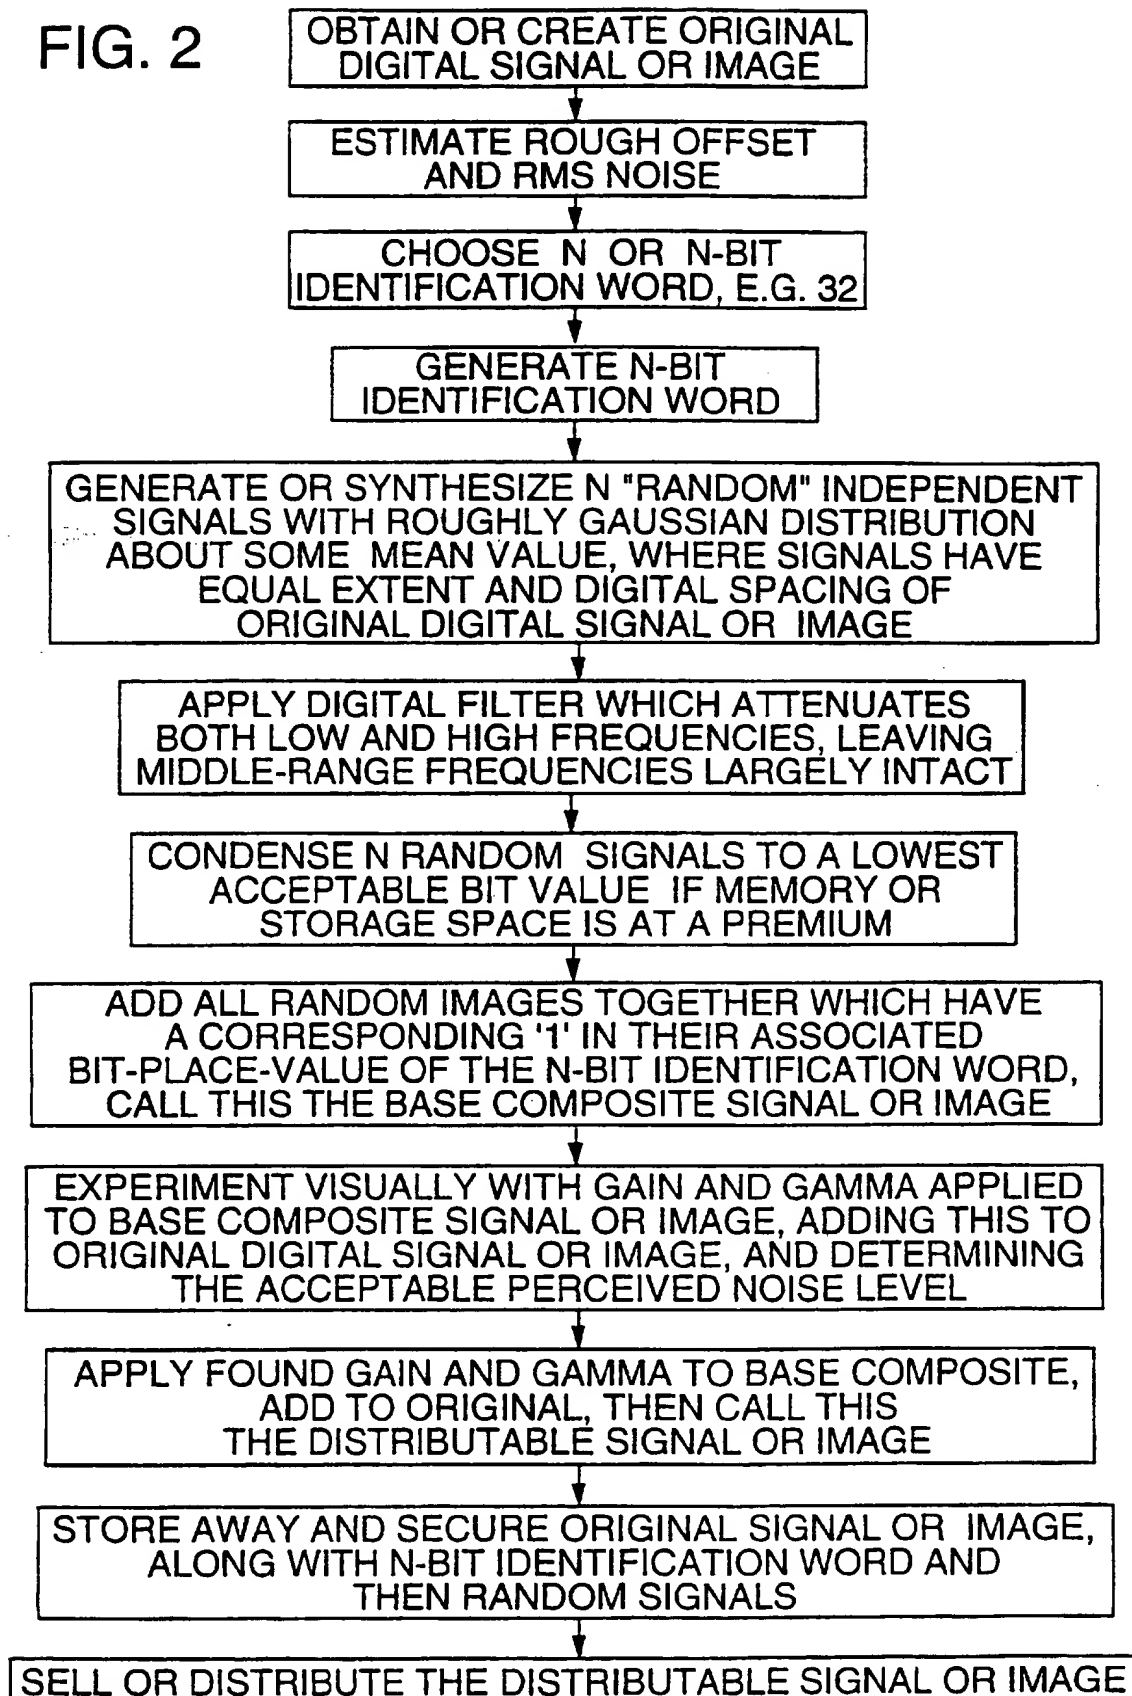 FIG. 2
OBTAIN OR CREATE ORIGINAL
DIGITAL SIGNAL OR IMAGE
ESTIMATE ROUGH OFFSET
AND RMS NOISE
CHOOSE N OR N-BIT
IDENTIFICATION WORD, E.G. 32
GENERATE N-BIT
IDENTIFICATION WORD
GENERATE OR SYNTHESIZE N "RANDOM" INDEPENDENT
SIGNALS WITH ROUGHLY GAUSSIAN DISTRIBUTION
ABOUT SOME MEAN VALUE, WHERE SIGNALS HAVE
EQUAL EXTENT AND DIGITAL SPACING OF
ORIGINAL DIGITAL SIGNAL OR IMAGE
APPLY DIGITAL FILTER WHICH ATTENUATES
BOTH LOW AND HIGH FREQUENCIES, LEAVING
MIDDLE-RANGE FREQUENCIES LARGELY INTACT
CONDENSE N RANDOM SIGNALS TO A LOWEST
ACCEPTABLE BIT VALUE IF MEMORY OR
STORAGE SPACE IS AT A PREMIUM
ADD ALL RANDOM IMAGES TOGETHER WHICH HAVE
A CORRESPONDING '1' IN THEIR ASSOCIATED
BIT-PLACE-VALUE OF THE N-BIT IDENTIFICATION WORD,
CALL THIS THE BASE COMPOSITE SIGNAL OR IMAGE
EXPERIMENT VISUALLY WITH GAIN AND GAMMA APPLIED
TO BASE COMPOSITE SIGNAL OR IMAGE, ADDING THIS TO
ORIGINAL DIGITAL SIGNAL OR IMAGE, AND DETERMINING
THE ACCEPTABLE PERCEIVED NOISE LEVEL
APPLY FOUND GAIN AND GAMMA TO BASE COMPOSITE,
ADD TO ORIGINAL, THEN CALL THIS
THE DISTRIBUTABLE SIGNAL OR IMAGE
STORE AWAY AND SECURE ORIGINAL SIGNAL OR IMAGE,
ALONG WITH N-BIT IDENTIFICATION WORD AND
THEN RANDOM SIGNALS
SELL OR DISTRIBUTE THE DISTRIBUTABLE SIGNAL OR IMAGE